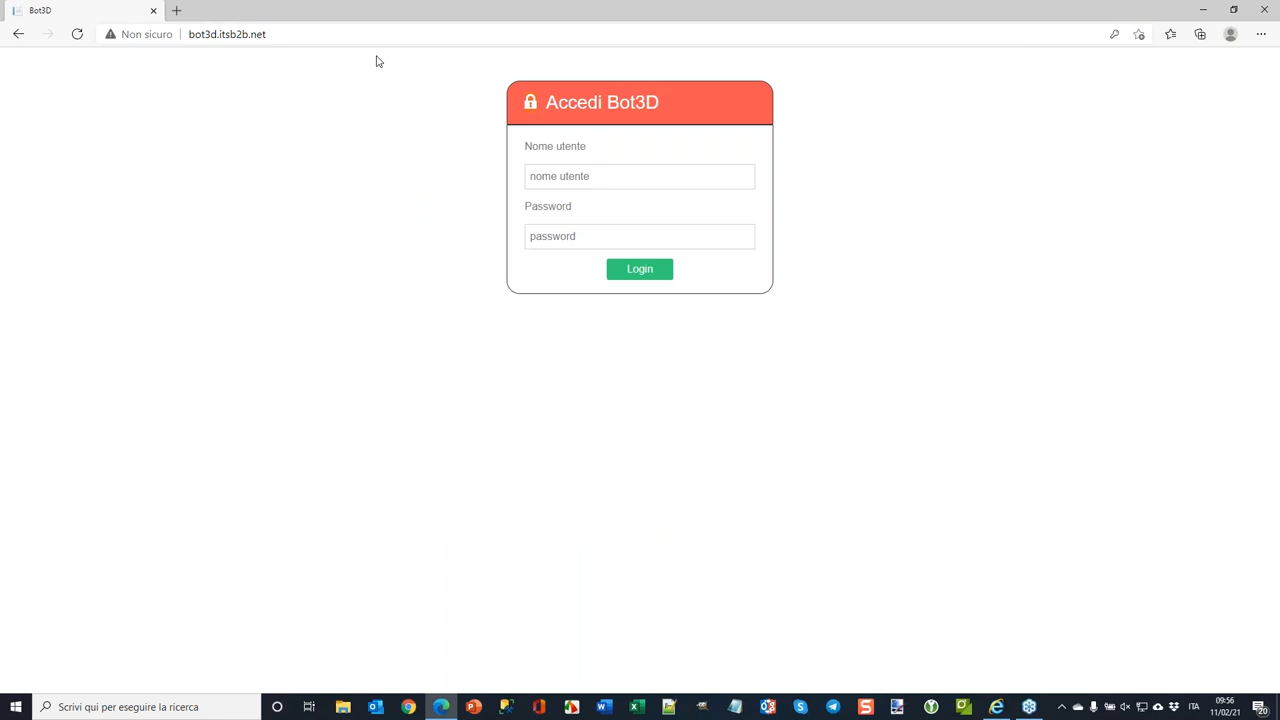 Bot3D
Non sicuro
bot3d.itsb2b.net
Accedi Bot3D
Nome utente
nome utente
Password
password
Login
Scrivi qui per eseguire la ricerca
ITA
09:56
11/02/21
20